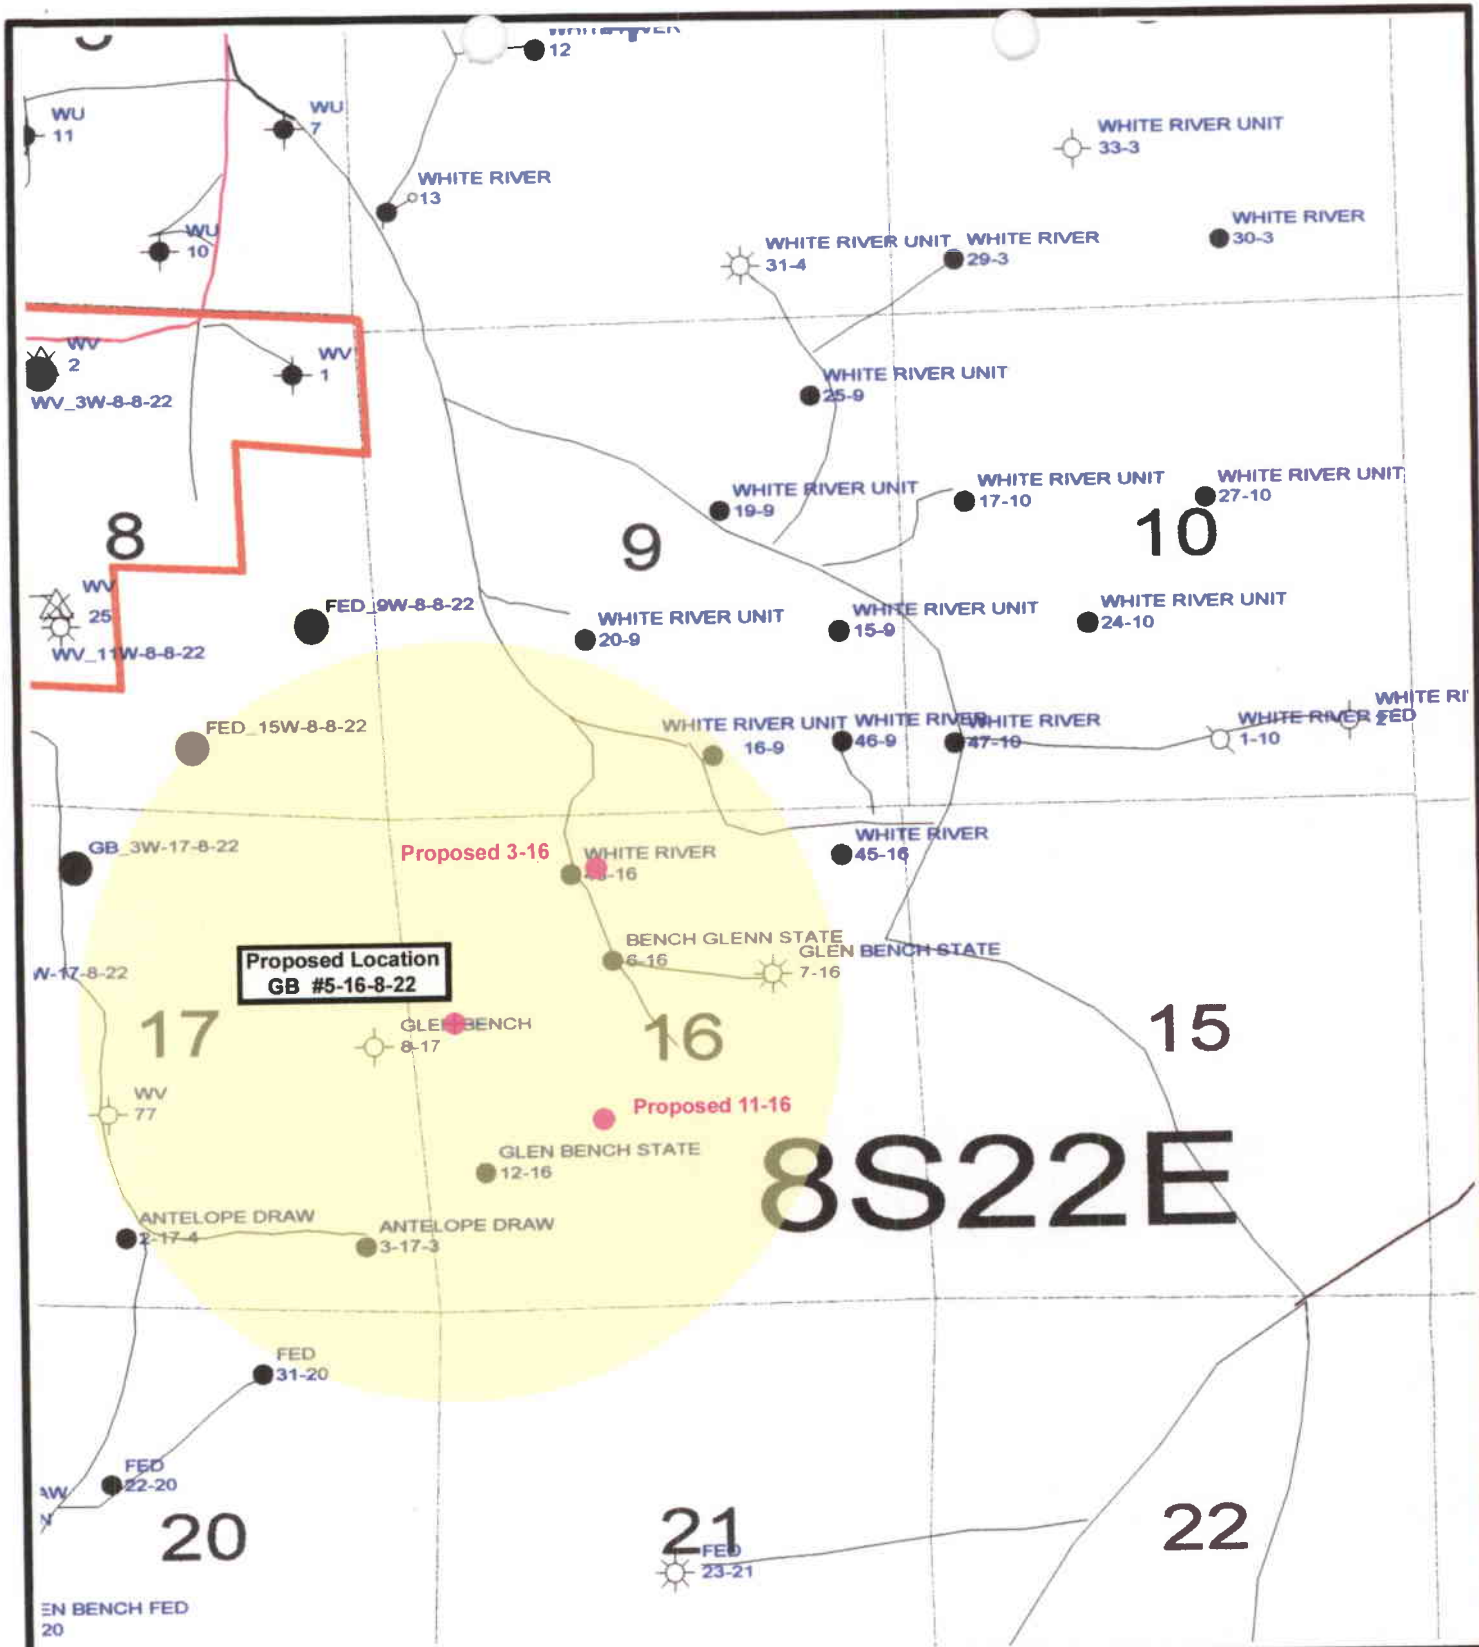 12
WU
11
WU
7
WHITE RIVER UNIT
33-3
WHITE RIVER
13
WU
10
WHITE RIVER UNIT
31-4
WHITE RIVER
29-3
WHITE RIVER
30-3
WV
2
WV
1
WV_3W-8-8-22
WHITE RIVER UNIT
25-9
WHITE RIVER UNIT
19-9
WHITE RIVER UNIT
17-10
WHITE RIVER UNIT
27-10
8
9
10
WV
25
WV_11W-8-8-22
FED_9W-8-8-22
WHITE RIVER UNIT
20-9
WHITE RIVER UNIT
15-9
WHITE RIVER UNIT
24-10
FED_15W-8-8-22
WHITE RIVER UNIT
16-9
WHITE RIVER
46-9
WHITE RIVER
47-10
WHITE RIVER FED
1-10
WHITE RI
2
GB_3W-17-8-22
Proposed 3-16
WHITE RIVER
-16
WHITE RIVER
45-16
BENCH GLENN STATE
6-16
GLEN BENCH STATE
7-16
W-17-8-22
Proposed Location
GB #5-16-8-22
17
GLEN BENCH
8-17
16
15
WV
77
Proposed 11-16
GLEN BENCH STATE
12-16
8S22E
ANTELOPE DRAW
2-17-4
ANTELOPE DRAW
3-17-3
FED
31-20
FED
22-20
AW
N
20
21
FED
23-21
22
EN BENCH FED
20